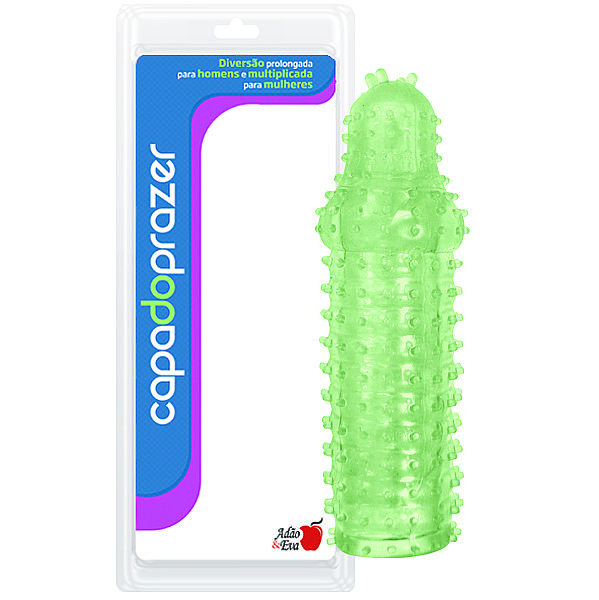 Diversão prolongada
para homens e multiplicada
para mulheres
capadoprazer
Adão
&Eva